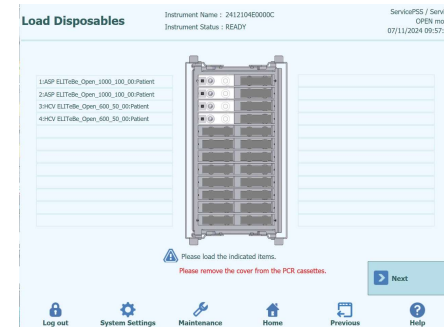 Load Disposables
Instrument Name : 2412104E0000C
Instrument Status : READY
ServicePSS / Servi
OPEN mo
07/11/2024 09:57:
1:ASP ELITeBe_Open_1000_100_00:Patient
2:ASP ELITeBe_Open_1000_100_00:Patient
3:HCV ELITeBe_Open_600_50_00:Patient
4:HCV ELITeBe_Open_600_50_00:Patient
Please load the indicated items.
Please remove the cover from the PCR cassettes.
Next
Log out
System Settings
Maintenance
Home
Previous
Help